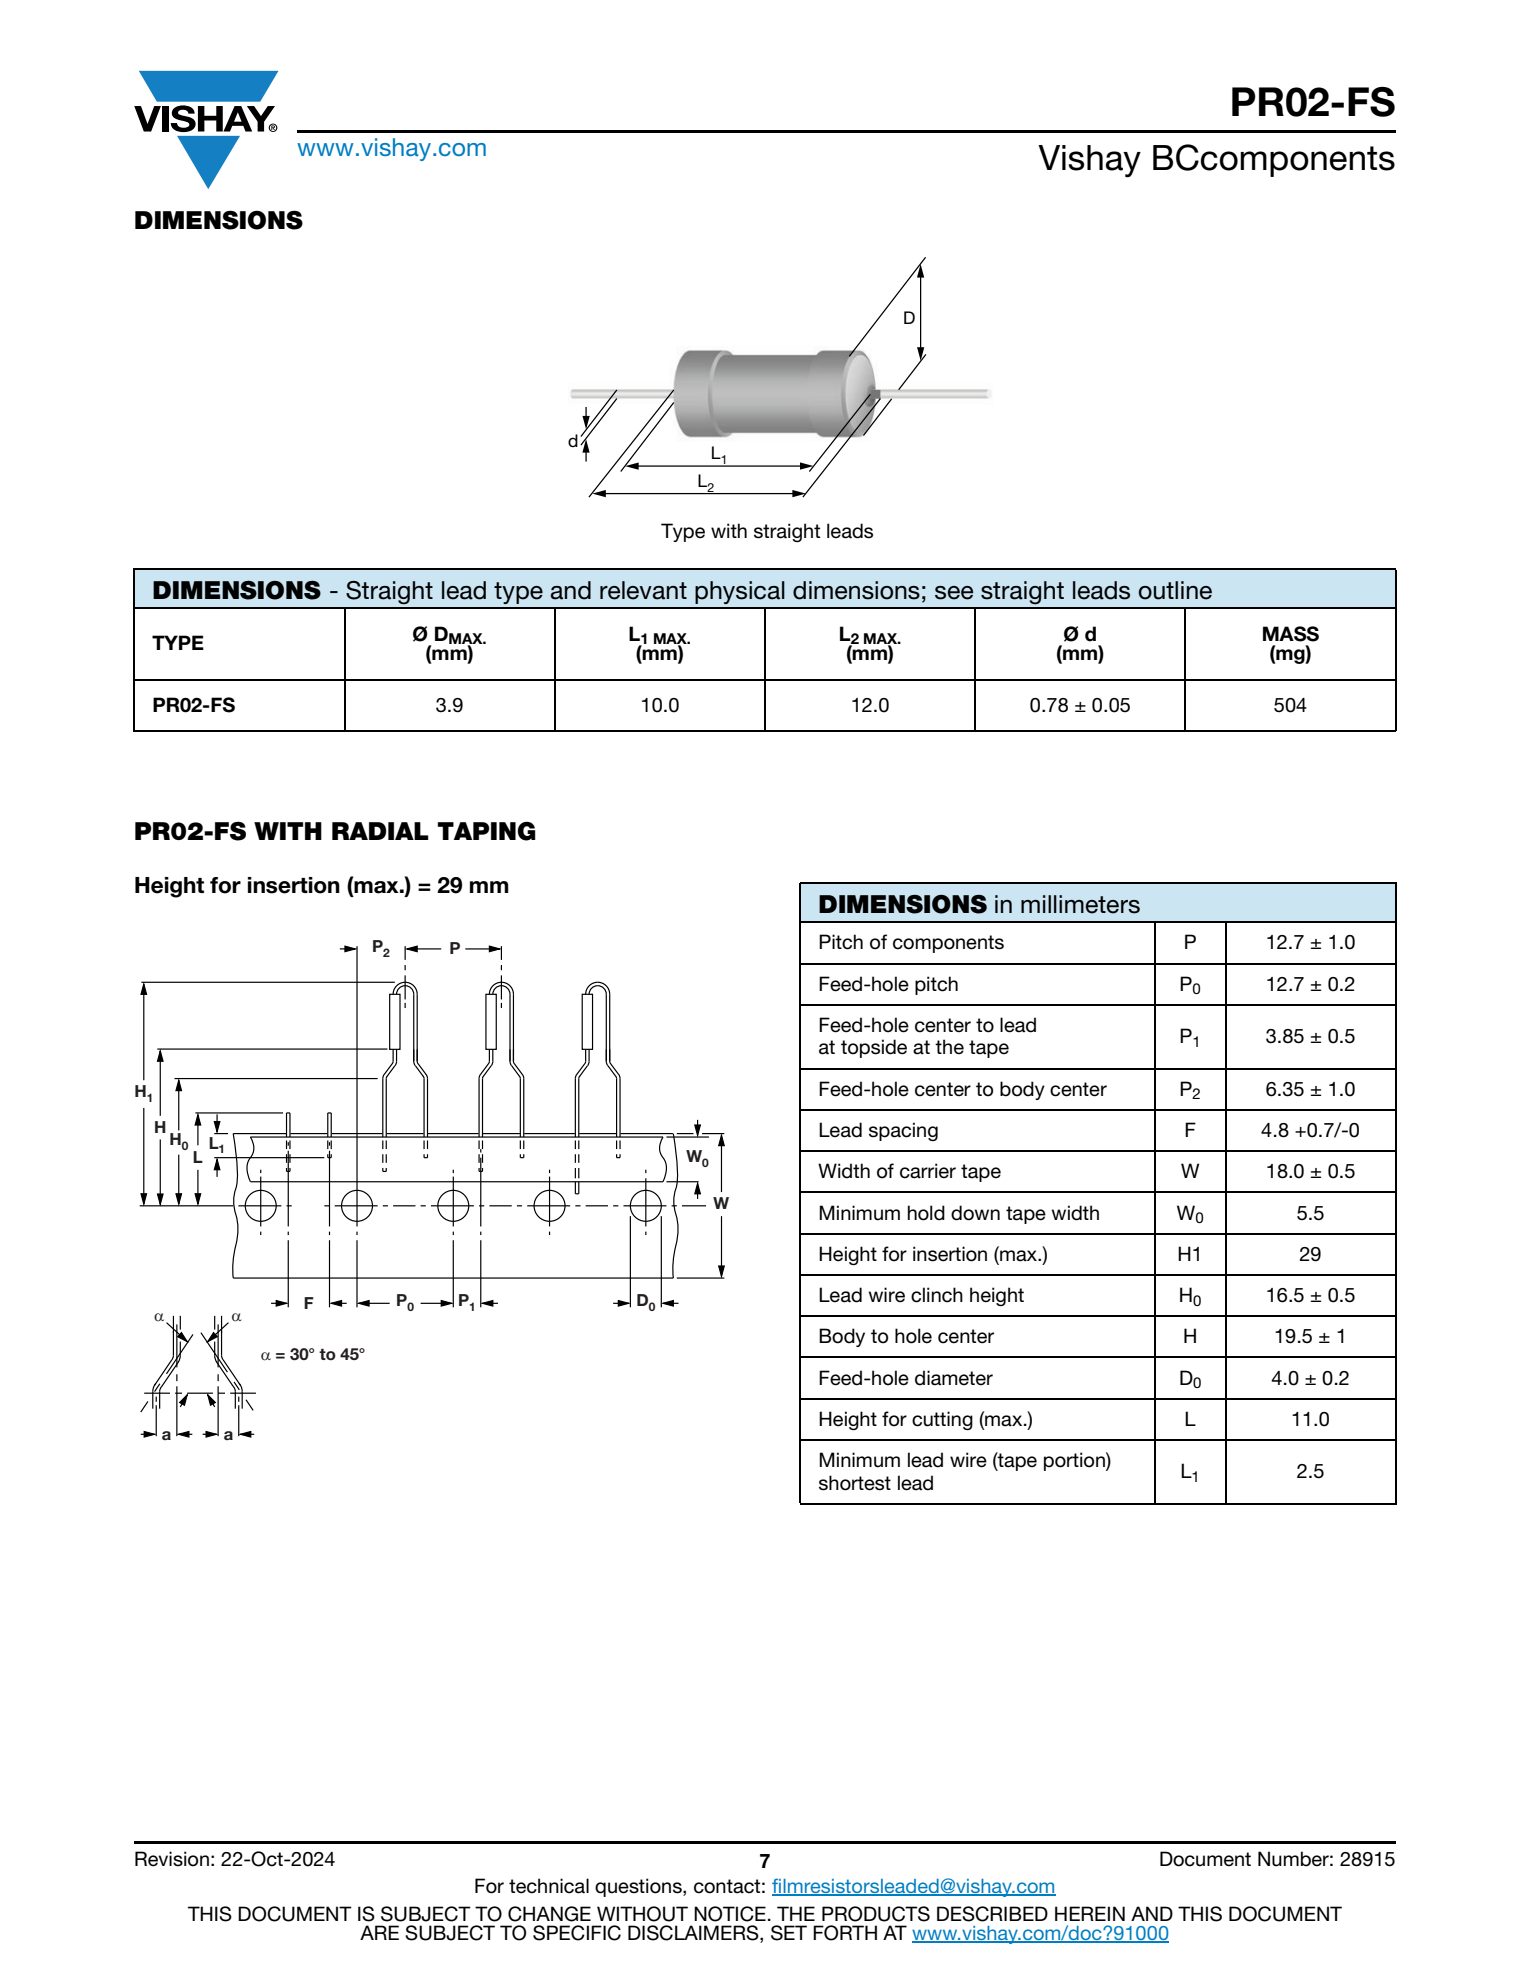 VISHAY®
PR02-FS
www.vishay.com
Vishay BCcomponents
DIMENSIONS
D
d
L1
L2
Type with straight leads
DIMENSIONS - Straight lead type and relevant physical dimensions; see straight leads outline
TYPE Ø DMAX. (mm) L1 MAX. (mm) L2 MAX. (mm) Ø d (mm) MASS (mg)
PR02-FS 3.9 10.0 12.0 0.78 ± 0.05 504
PR02-FS WITH RADIAL TAPING
Height for insertion (max.) = 29 mm
P2 P
H1
H
H0
L
L1
W0
W
F P0 P1 D0
α α
α = 30° to 45°
a a
DIMENSIONS in millimeters
Pitch of components P 12.7 ± 1.0
Feed-hole pitch P0 12.7 ± 0.2
Feed-hole center to lead
at topside at the tape P1 3.85 ± 0.5
Feed-hole center to body center P2 6.35 ± 1.0
Lead spacing F 4.8 +0.7/-0
Width of carrier tape W 18.0 ± 0.5
Minimum hold down tape width W0 5.5
Height for insertion (max.) H1 29
Lead wire clinch height H0 16.5 ± 0.5
Body to hole center H 19.5 ± 1
Feed-hole diameter D0 4.0 ± 0.2
Height for cutting (max.) L 11.0
Minimum lead wire (tape portion)
shortest lead L1 2.5
Revision: 22-Oct-2024 7 Document Number: 28915
For technical questions, contact: filmresistorsleaded@vishay.com
THIS DOCUMENT IS SUBJECT TO CHANGE WITHOUT NOTICE. THE PRODUCTS DESCRIBED HEREIN AND THIS DOCUMENT
ARE SUBJECT TO SPECIFIC DISCLAIMERS, SET FORTH AT www.vishay.com/doc?91000